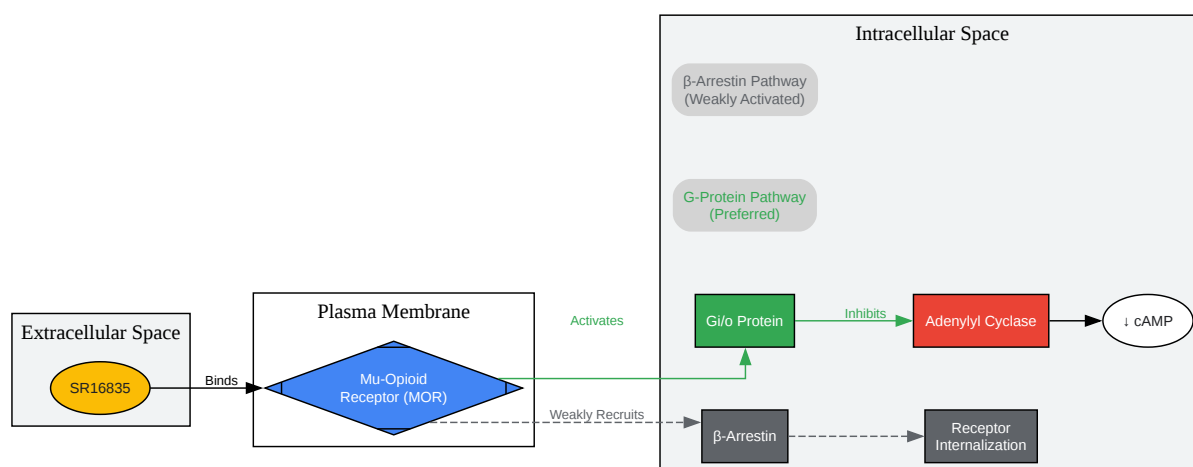 Intracellular Space
β-Arrestin Pathway
(Weakly Activated)
G-Protein Pathway
(Preferred)
Extracellular Space
SR16835
Binds
Plasma Membrane
Mu-Opioid
Receptor (MOR)
Activates
Weakly Recruits
Gi/o Protein
Inhibits
Adenylyl Cyclase
↓ cAMP
β-Arrestin
Receptor
Internalization